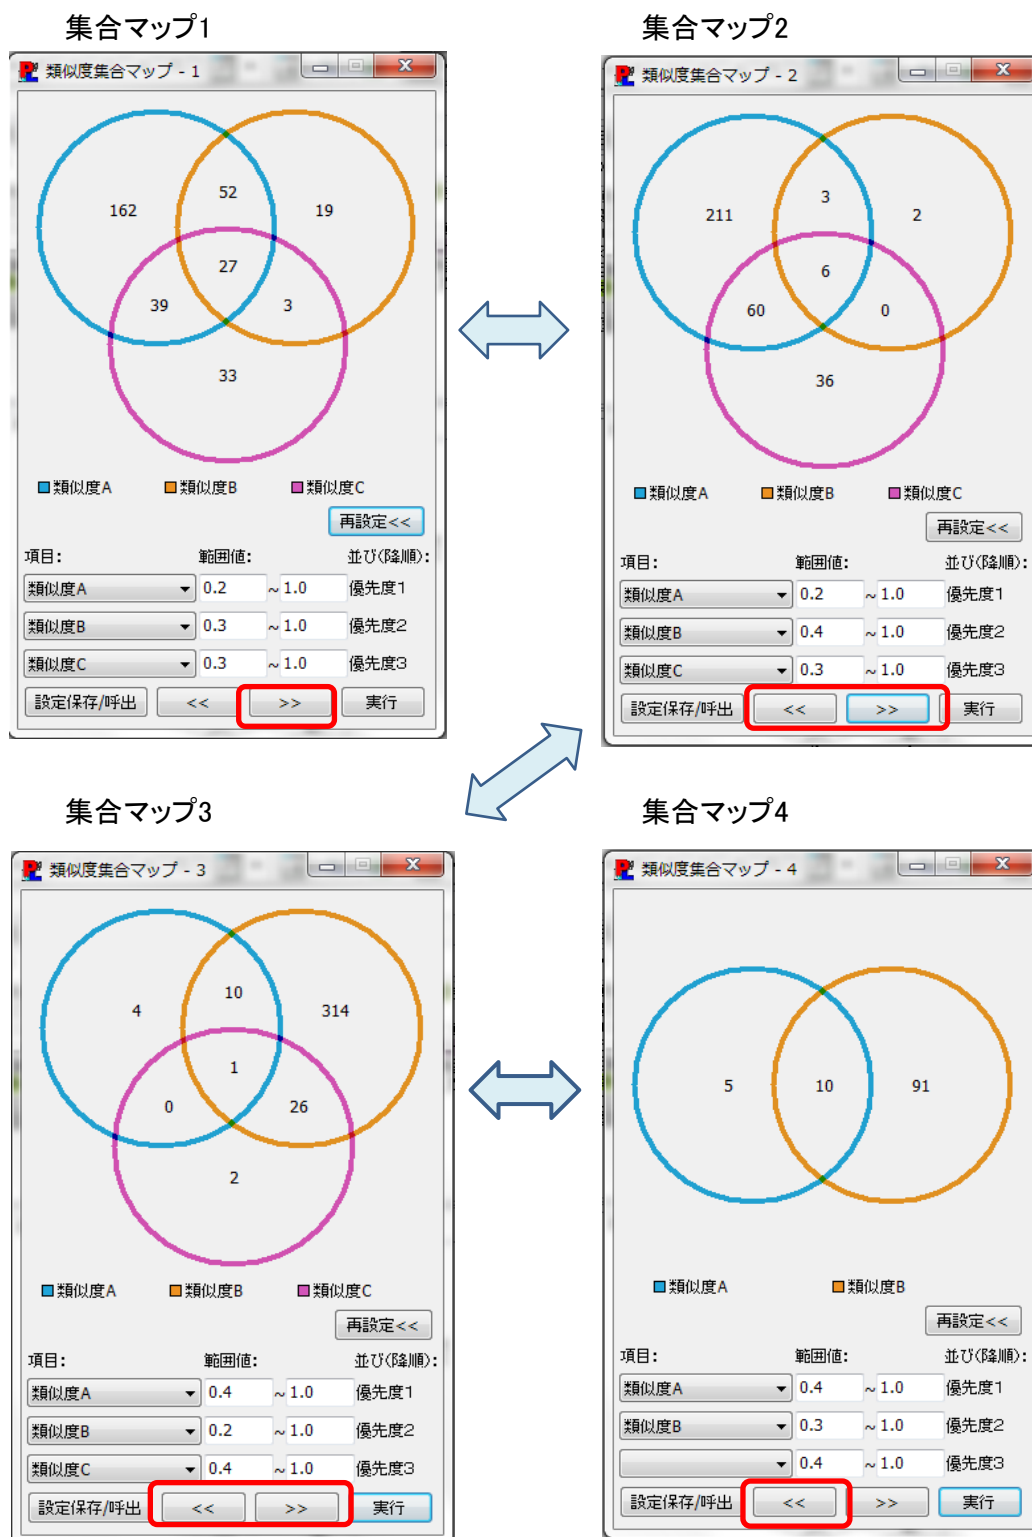 集合マップ1
類似度集合マップ - 1
162
52
19
27
39
3
33
類似度A 類似度B 類似度C
再設定<<
項目: 範囲値: 並び(降順):
類似度A 0.2 ~ 1.0 優先度1
類似度B 0.3 ~ 1.0 優先度2
類似度C 0.3 ~ 1.0 優先度3
設定保存/呼出 << >> 実行
集合マップ2
類似度集合マップ - 2
211
3
2
6
60
0
36
類似度A 類似度B 類似度C
再設定<<
項目: 範囲値: 並び(降順):
類似度A 0.2 ~ 1.0 優先度1
類似度B 0.4 ~ 1.0 優先度2
類似度C 0.3 ~ 1.0 優先度3
設定保存/呼出 << >> 実行
集合マップ3
類似度集合マップ - 3
4
10
314
1
0
26
2
類似度A 類似度B 類似度C
再設定<<
項目: 範囲値: 並び(降順):
類似度A 0.4 ~ 1.0 優先度1
類似度B 0.2 ~ 1.0 優先度2
類似度C 0.4 ~ 1.0 優先度3
設定保存/呼出 << >> 実行
集合マップ4
類似度集合マップ - 4
5
10
91
類似度A 類似度B
再設定<<
項目: 範囲値: 並び(降順):
類似度A 0.4 ~ 1.0 優先度1
類似度B 0.3 ~ 1.0 優先度2
0.4 ~ 1.0 優先度3
設定保存/呼出 << >> 実行